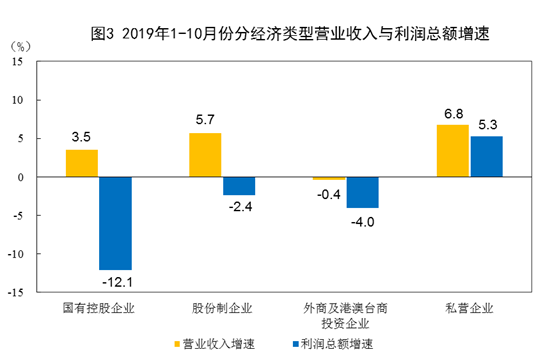 图3 2019年1-10月份分经济类型营业收入与利润总额增速
(%)
15
10
5
0
-5
-10
-15
3.5
-12.1
5.7
-2.4
-0.4
-4.0
6.8
5.3
国有控股企业
股份制企业
外商及港澳台商
投资企业
私营企业
营业收入增速
利润总额增速